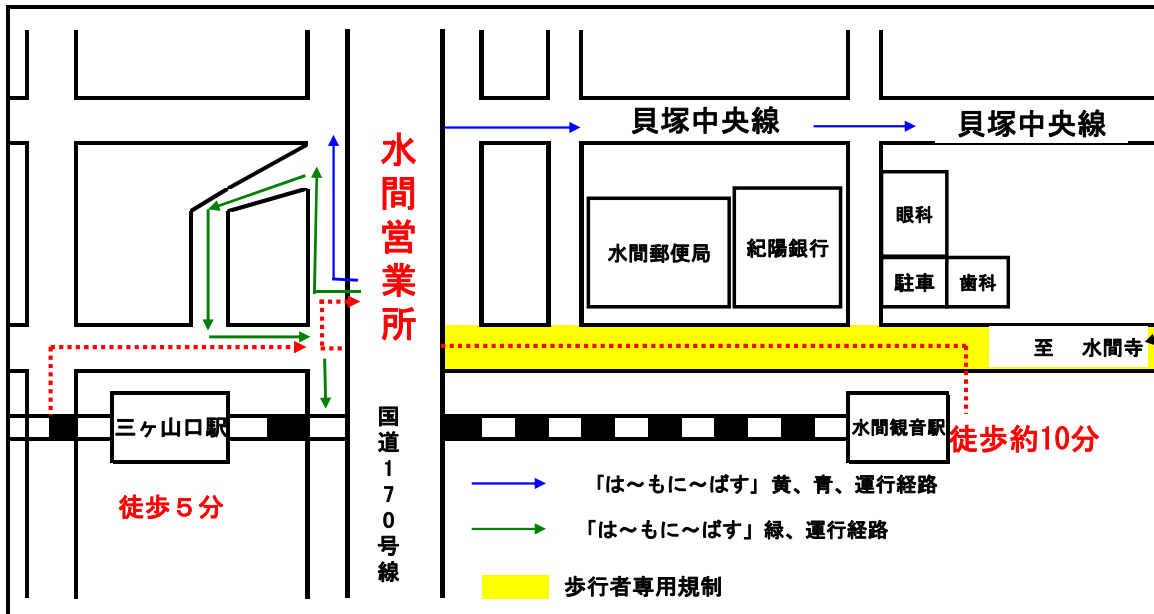 貝塚中央線
貝塚中央線
水間営業所
水間郵便局
紀陽銀行
眼科
駐車
歯科
至　水間寺
三ヶ山口駅
水間観音駅
徒歩約10分
徒歩５分
国道170号線
「は～もに～ばす」黄、青、運行経路
「は～もに～ばす」緑、運行経路
歩行者専用規制